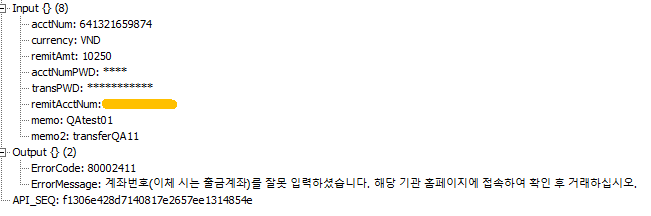 Input {} (8)
acctNum: 641321659874
currency: VND
remitAmt: 10250
acctNumPWD: ****
transPWD: ***********
remitAcctNum:
memo: QAtest01
memo2: transferQA11
Output {} (2)
ErrorCode: 80002411
ErrorMessage: 계좌번호(이체 시는 출금계좌)를 잘못 입력하셨습니다. 해당 기관 홈페이지에 접속하여 확인 후 거래하십시오.
API_SEQ: f1306e428d7140817e2657ee1314854e